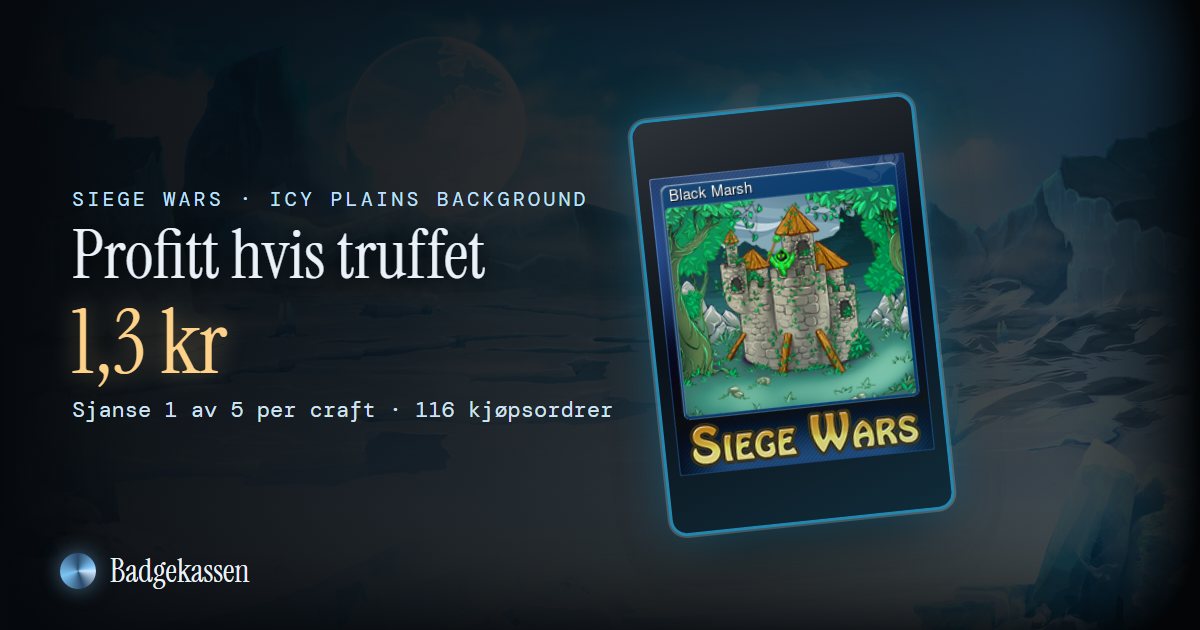 SIEGE WARS · ICY PLAINS BACKGROUND
Profitt hvis truffet
1,3 kr
Sjanse 1 av 5 per craft · 116 kjøpsordrer
Black Marsh
SIEGE WARS
Badgekassen